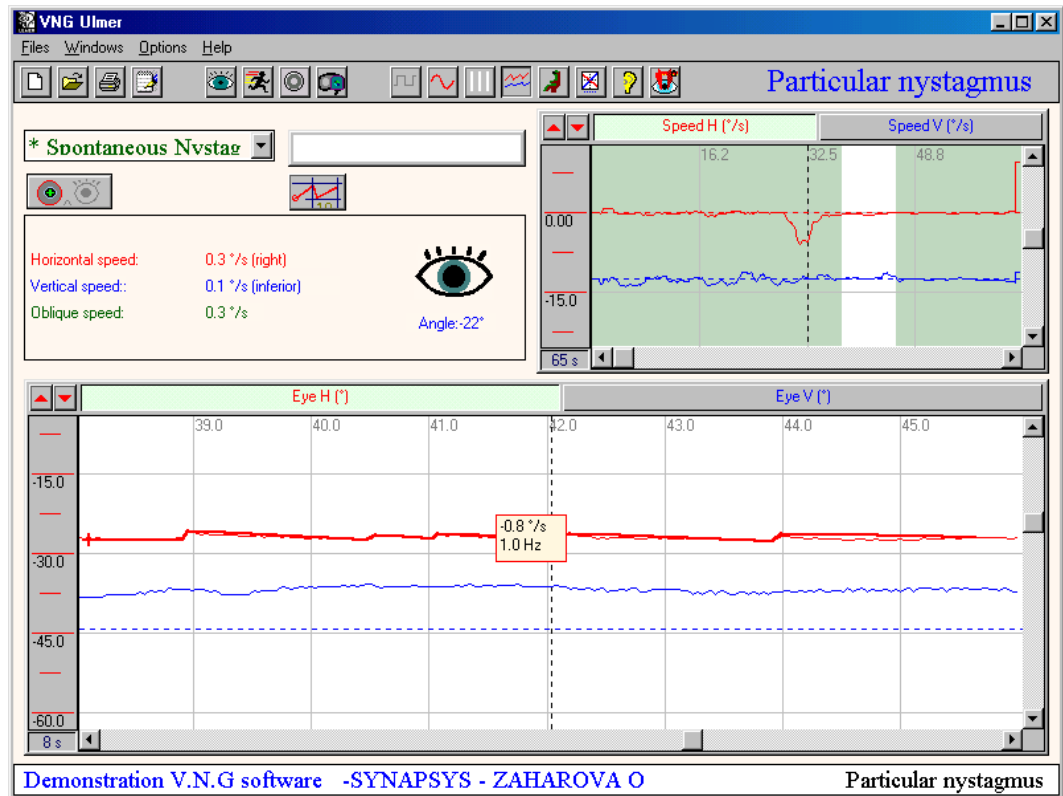 VNG Ulmer
Files Windows Options Help
Particular nystagmus
* Spontaneous Nystag
Horizontal speed: 0.3 °/s (right)
Vertical speed:: 0.1 °/s (inferior)
Oblique speed: 0.3 °/s
Angle:-22°
Speed H (°/s) Speed V (°/s)
16.2 32.5 48.8
0.00
-15.0
65 s
Eye H (°) Eye V (°)
39.0 40.0 41.0 42.0 43.0 44.0 45.0
-15.0
-0.8 °/s
1.0 Hz
-30.0
-45.0
-60.0
8 s
Demonstration V.N.G software -SYNAPSYS - ZAHAROVA O Particular nystagmus